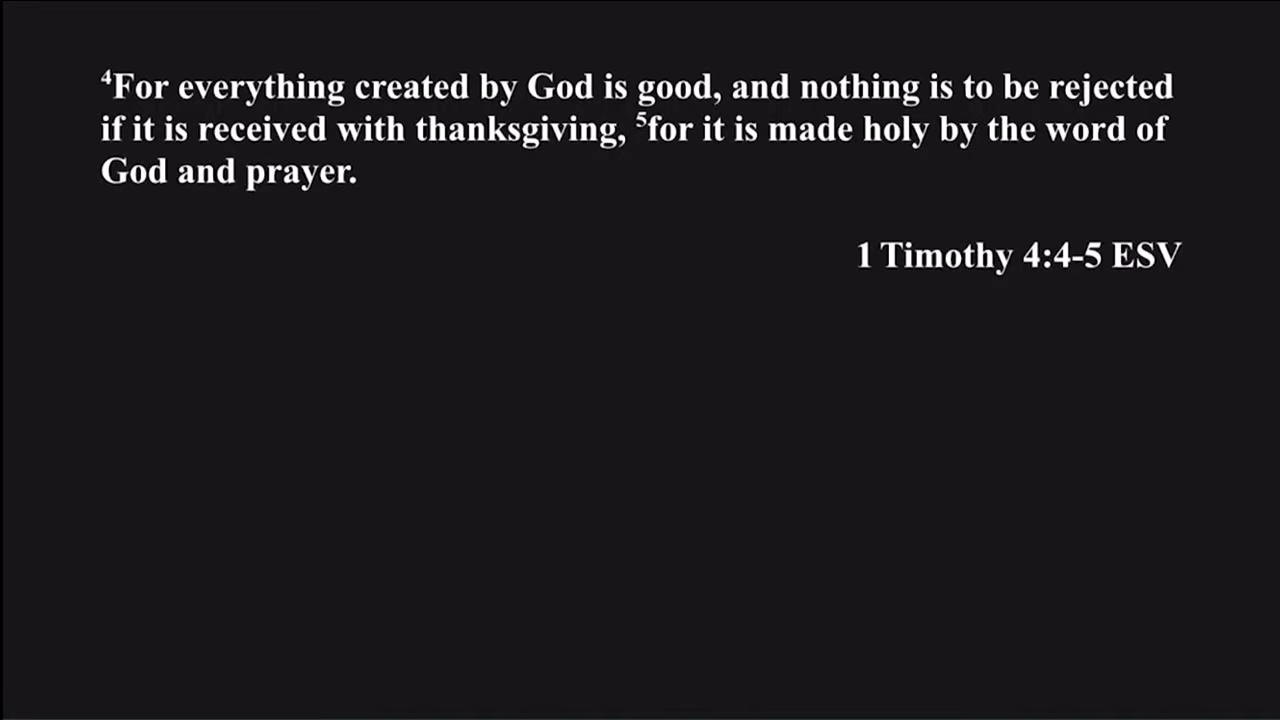 ⁴For everything created by God is good, and nothing is to be rejected
if it is received with thanksgiving, ⁵for it is made holy by the word of
God and prayer.
1 Timothy 4:4-5 ESV